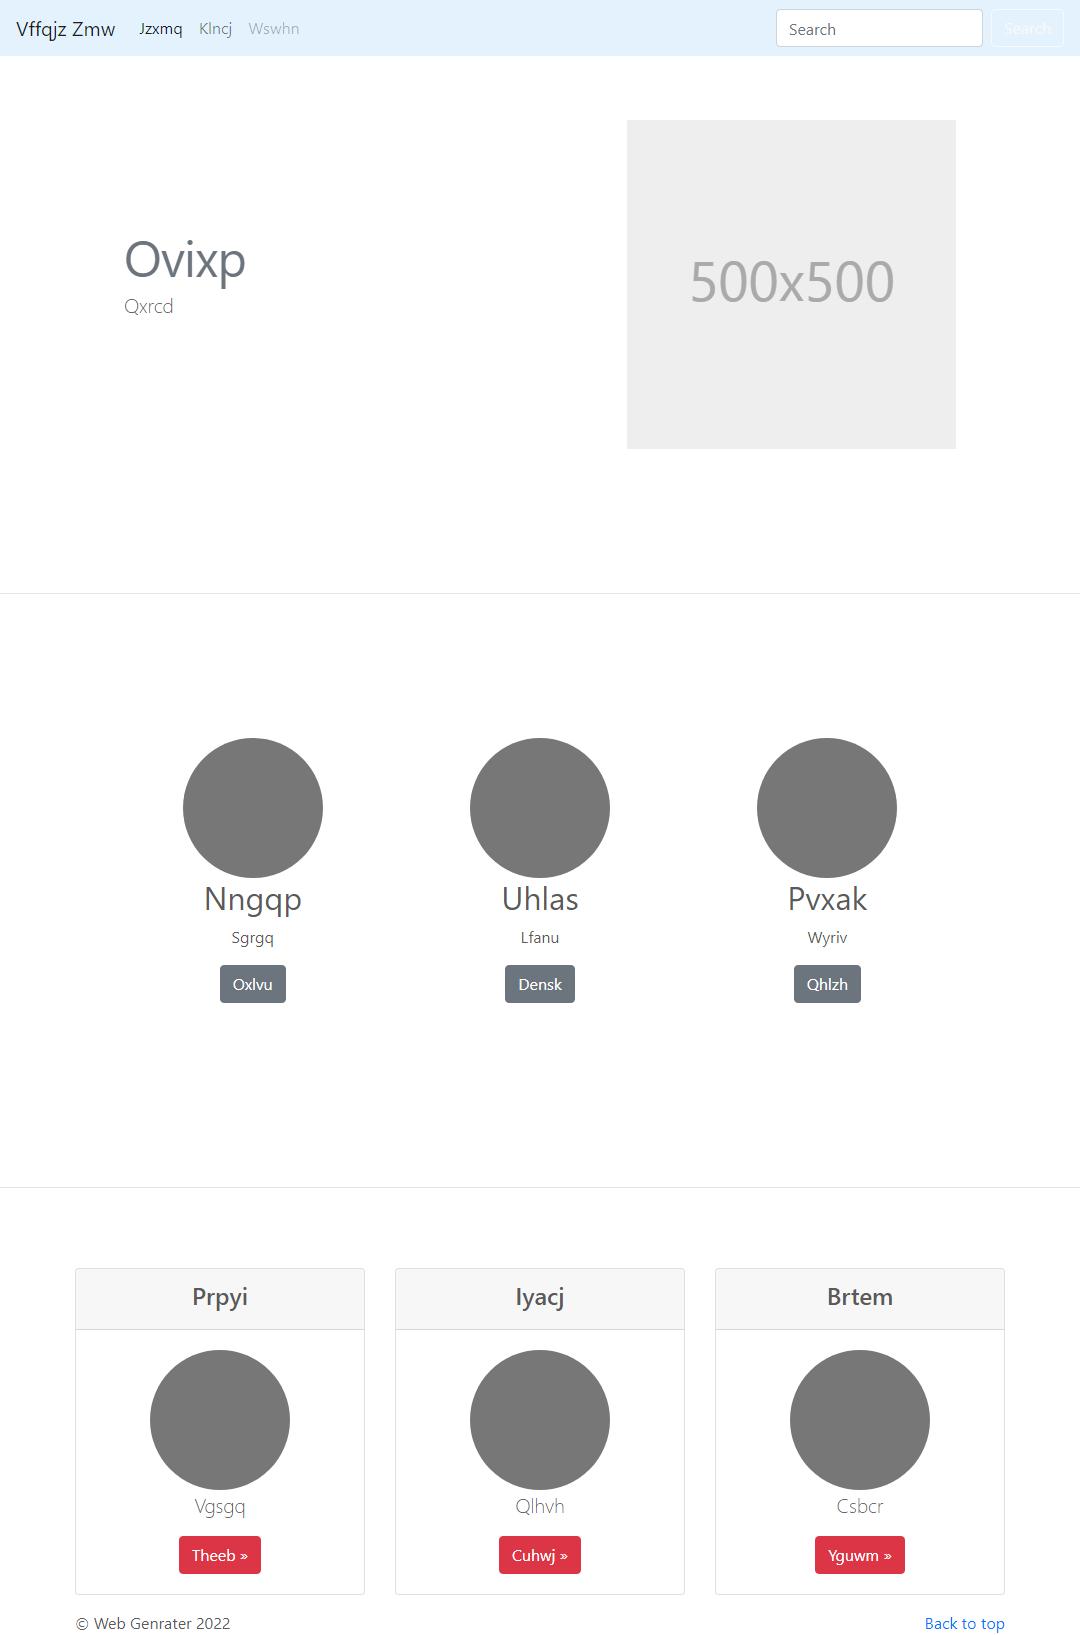 Vffqjz Zmw Jzxmq Klncj Wswhn Search Search
Ovixp
Qxrcd
500x500
Nngqp Uhlas Pvxak
Sgrgq Lfanu Wyriv
Oxlvu Densk Qhlzh
Prpyi Iyacj Brtem
Vgsgq Qlhvh Csbcr
Theeb » Cuhwj » Yguwm »
© Web Genrater 2022 Back to top